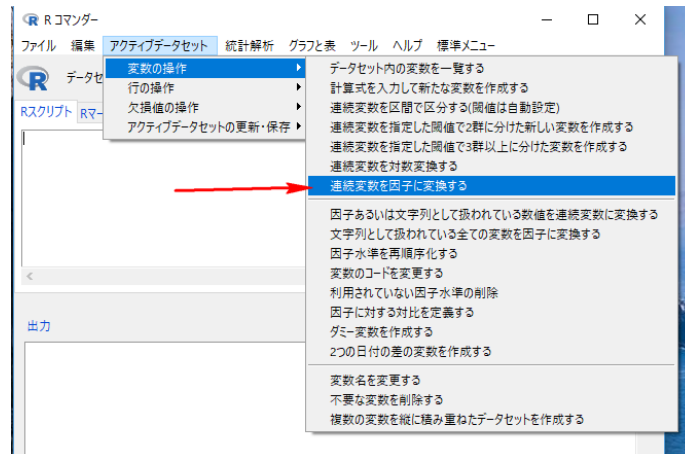 R コマンダー
ファイル 編集 アクティブデータセット 統計解析 グラフと表 ツール ヘルプ 標準メニュー
データセ
Rスクリプト Rマー
変数の操作
行の操作
欠損値の操作
アクティブデータセットの更新・保存
データセット内の変数を一覧する
計算式を入力して新たな変数を作成する
連続変数を区間で区分する(閾値は自動設定)
連続変数を指定した閾値で2群に分けた新しい変数を作成する
連続変数を指定した閾値で3群以上に分けた変数を作成する
連続変数を対数変換する
連続変数を因子に変換する
因子あるいは文字列として扱われている数値を連続変数に変換する
文字列として扱われている全ての変数を因子に変換する
因子水準を再順序化する
変数のコードを変更する
利用されていない因子水準の削除
因子に対する対比を定義する
ダミー変数を作成する
2つの日付の差の変数を作成する
変数名を変更する
不要な変数を削除する
複数の変数を縦に積み重ねたデータセットを作成する
出力